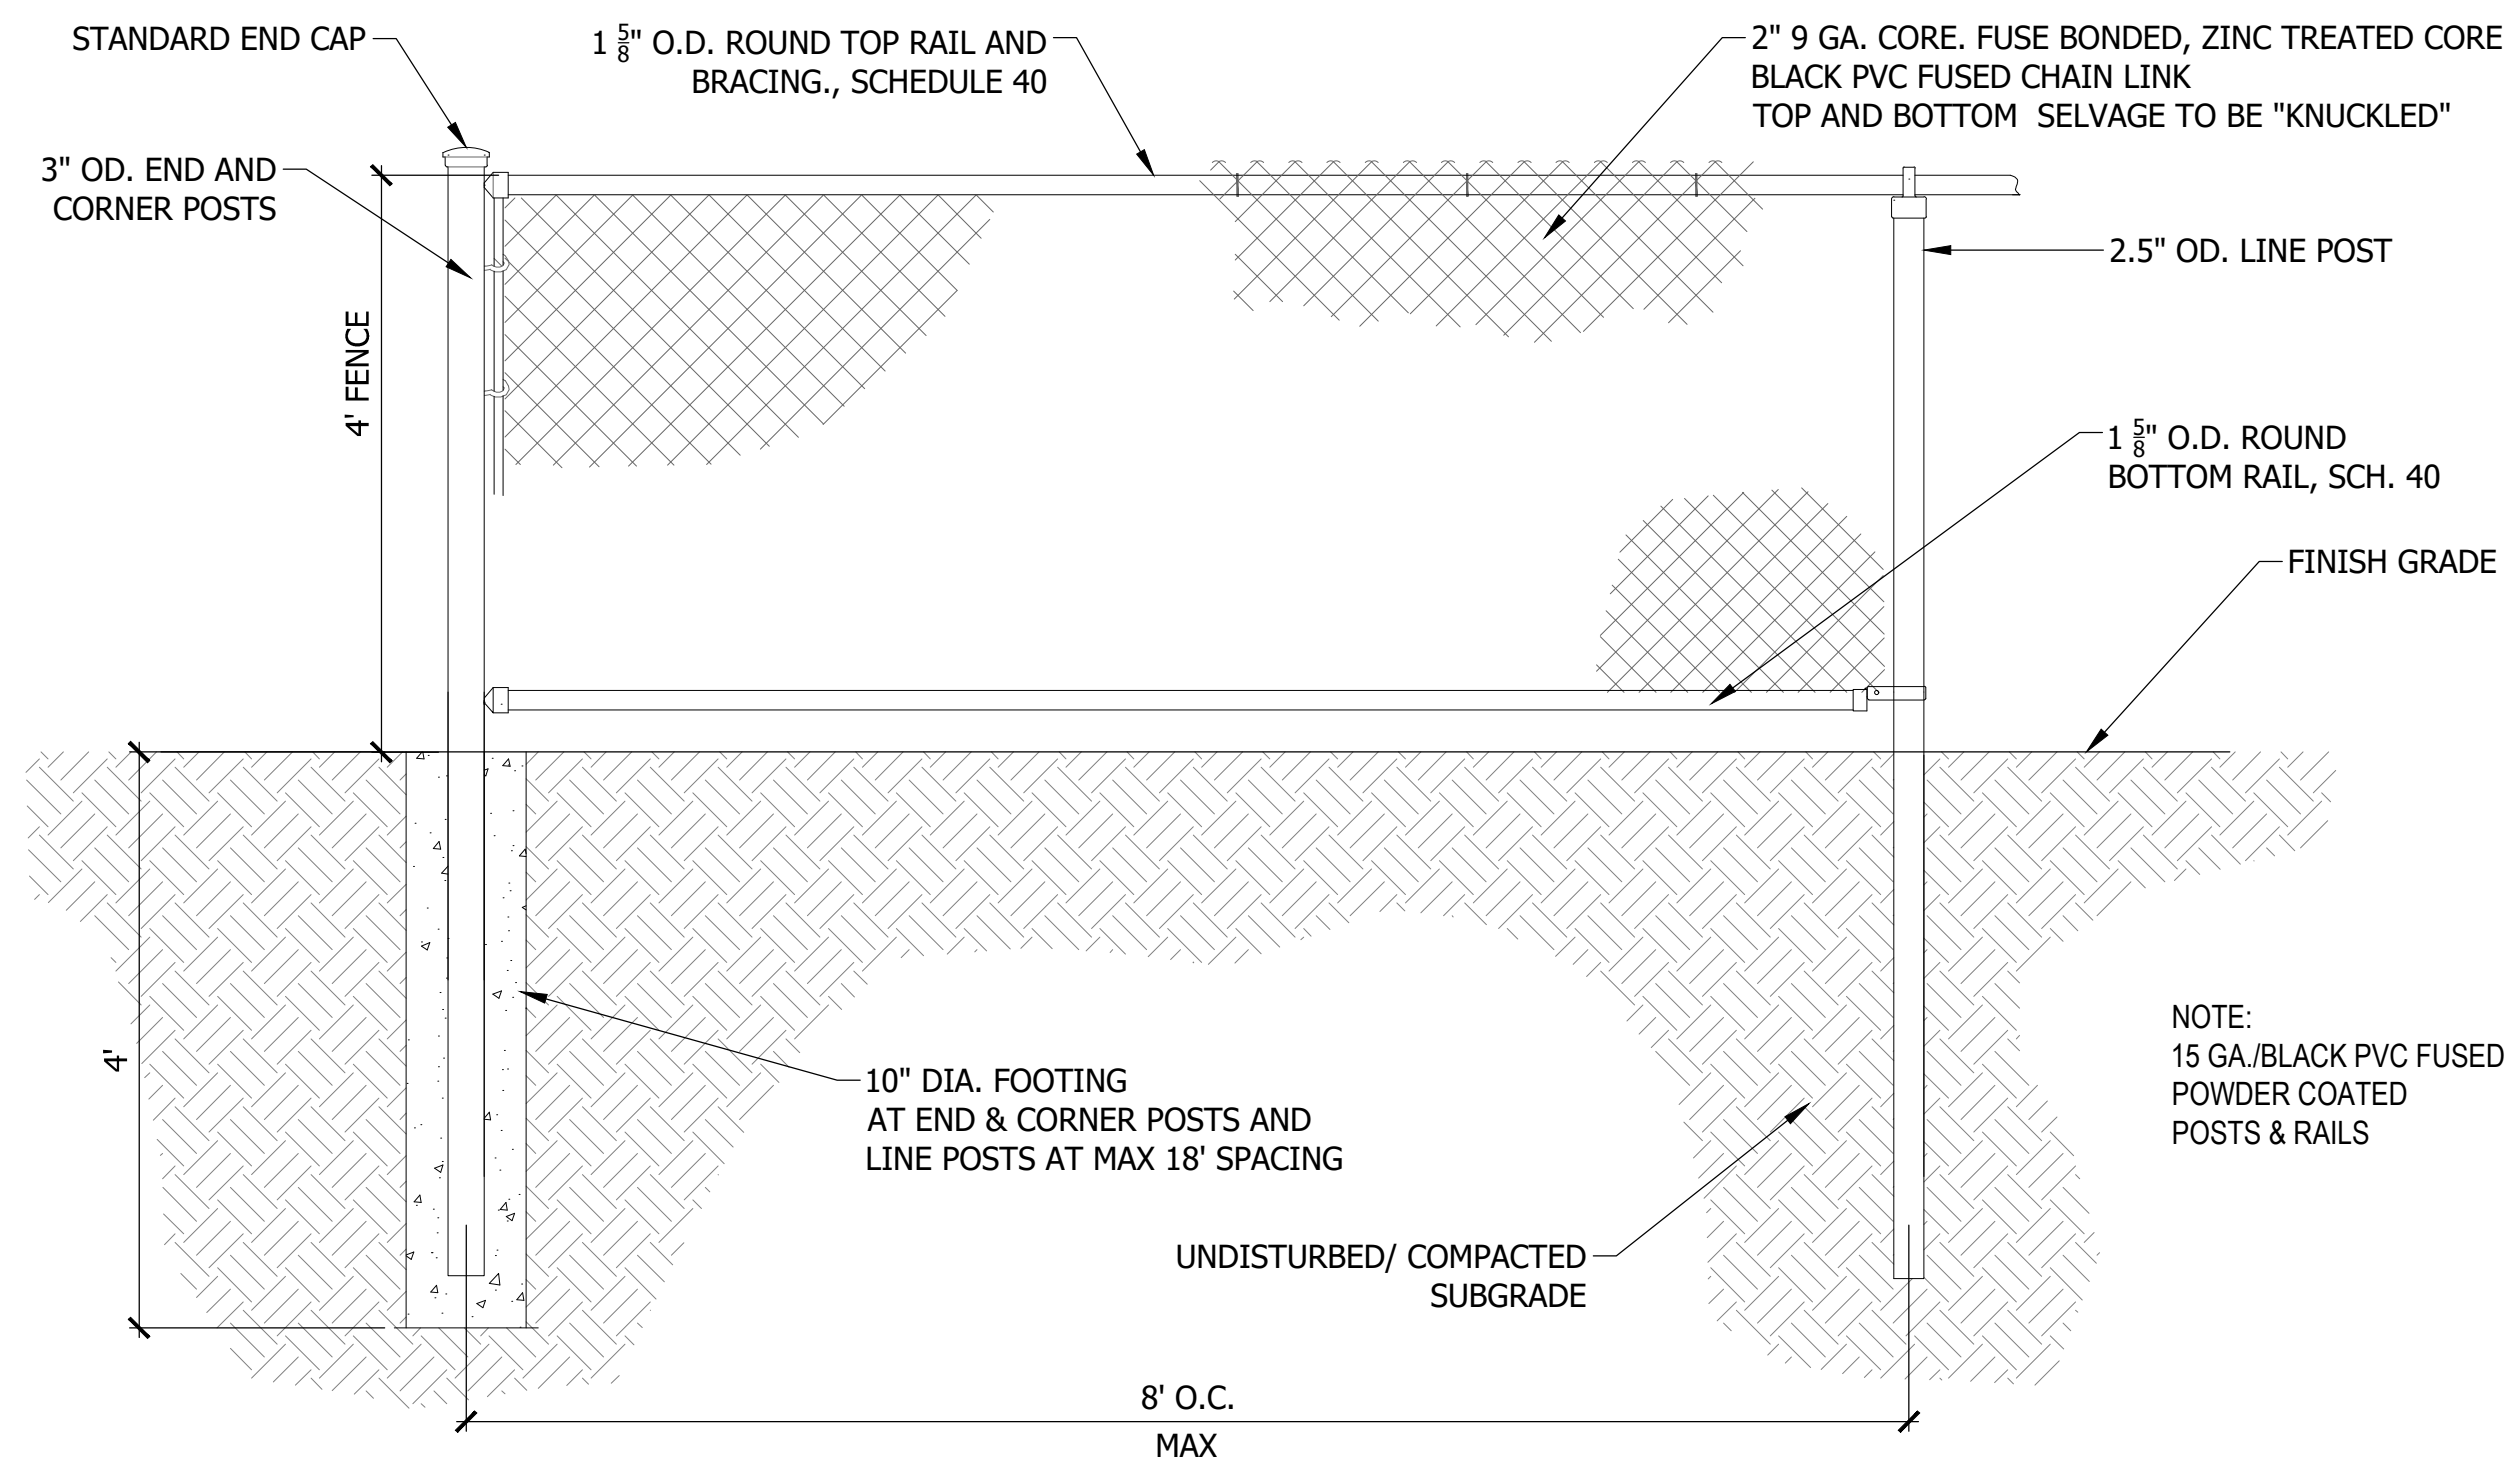 STANDARD END CAP
1 5/8" O.D. ROUND TOP RAIL AND
BRACING., SCHEDULE 40
2" 9 GA. CORE. FUSE BONDED, ZINC TREATED CORE
BLACK PVC FUSED CHAIN LINK
TOP AND BOTTOM SELVAGE TO BE "KNUCKLED"
3" OD. END AND
CORNER POSTS
2.5" OD. LINE POST
4' FENCE
1 5/8" O.D. ROUND
BOTTOM RAIL, SCH. 40
FINISH GRADE
4'
10" DIA. FOOTING
AT END & CORNER POSTS AND
LINE POSTS AT MAX 18' SPACING
NOTE:
15 GA./BLACK PVC FUSED
POWDER COATED
POSTS & RAILS
UNDISTURBED/ COMPACTED
SUBGRADE
8' O.C.
MAX